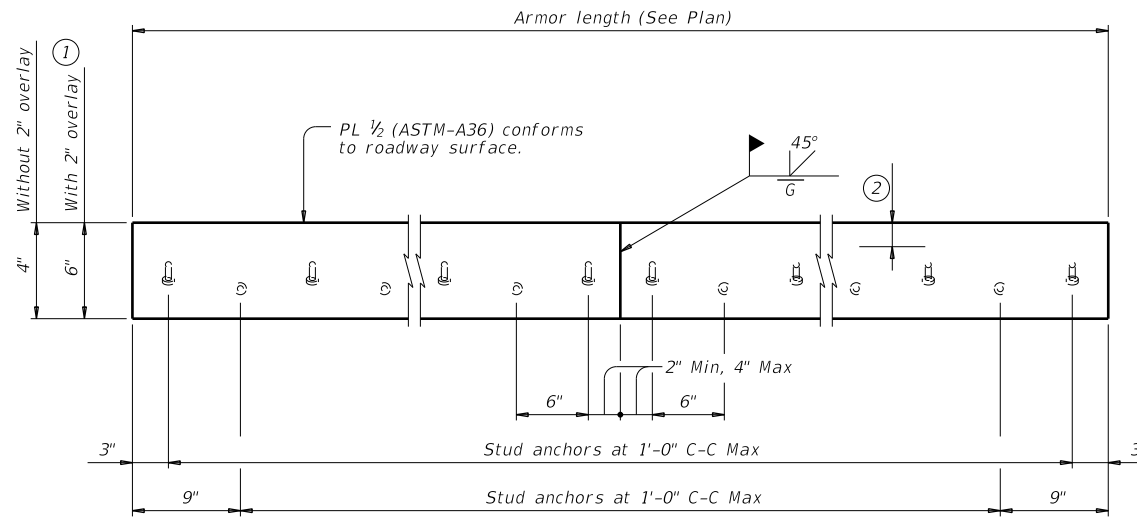 Armor length (See Plan)
Without 2" overlay
With 2" overlay
1
PL ½ (ASTM-A36) conforms
to roadway surface.
45°
G
2
4"
6"
2" Min, 4" Max
6"
6"
3"
Stud anchors at 1'-0" C-C Max
3
9"
Stud anchors at 1'-0" C-C Max
9"